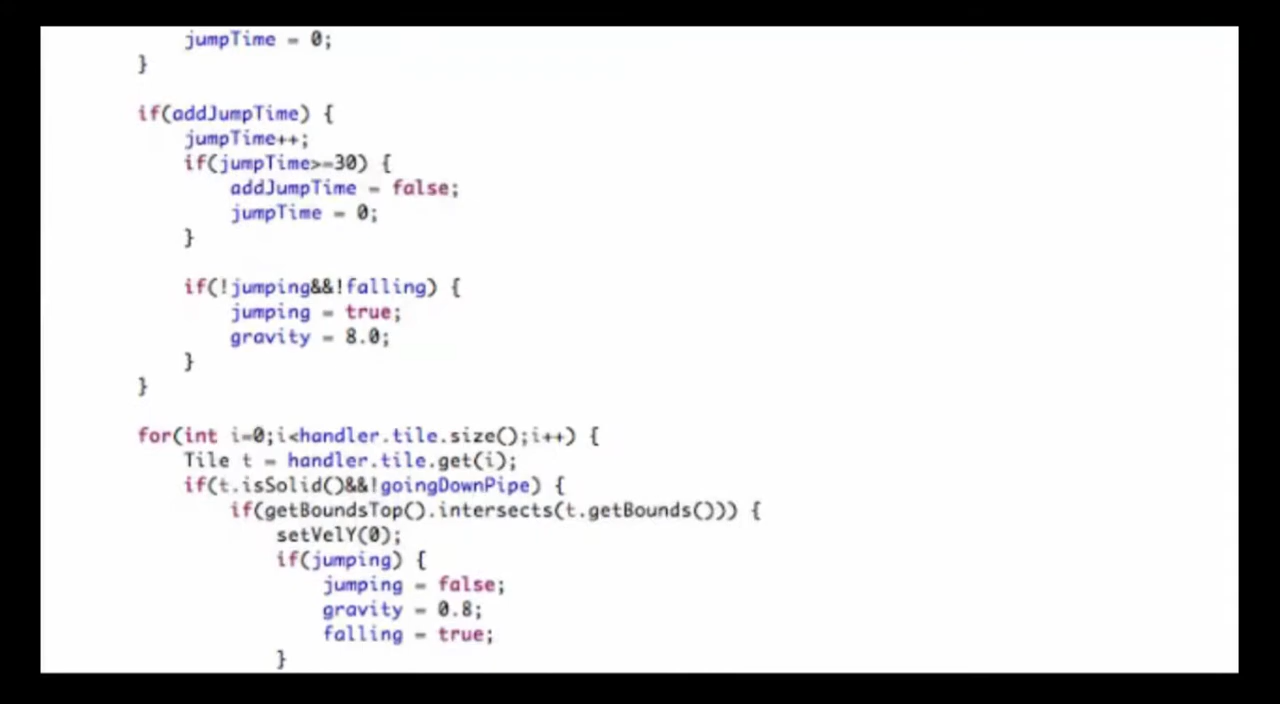 jumpTime = 0;
}
if(addJumpTime) {
jumpTime++;
if(jumpTime>=30) {
addJumpTime = false;
jumpTime = 0;
}
if(!jumping&&!falling) {
jumping = true;
gravity = 8.0;
}
}
for(int i=0;i<handler.tile.size();i++) {
Tile t = handler.tile.get(i);
if(t.isSolid()&&!goingDownPipe) {
if(getBoundsTop().intersects(t.getBounds())) {
setVelY(0);
if(jumping) {
jumping = false;
gravity = 0.8;
falling = true;
}